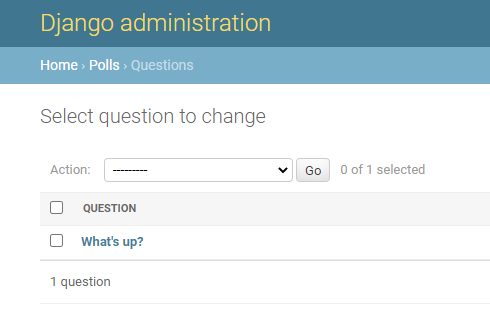 Django administration
Home › Polls › Questions
Select question to change
Action: --------- Go 0 of 1 selected
QUESTION
What's up?
1 question